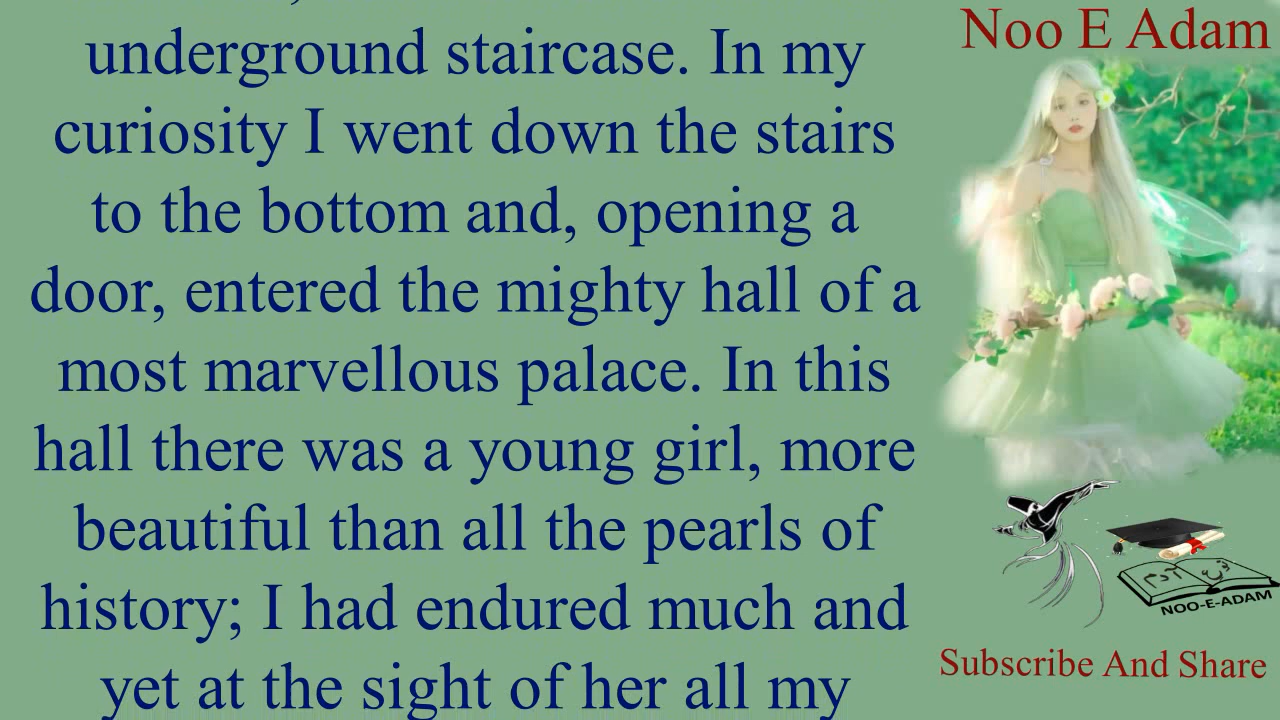 underground staircase. In my
curiosity I went down the stairs
to the bottom and, opening a
door, entered the mighty hall of a
most marvellous palace. In this
hall there was a young girl, more
beautiful than all the pearls of
history; I had endured much and
yet at the sight of her all my
Noo E Adam
نوع آدم
NOO-E-ADAM
Subscribe And Share